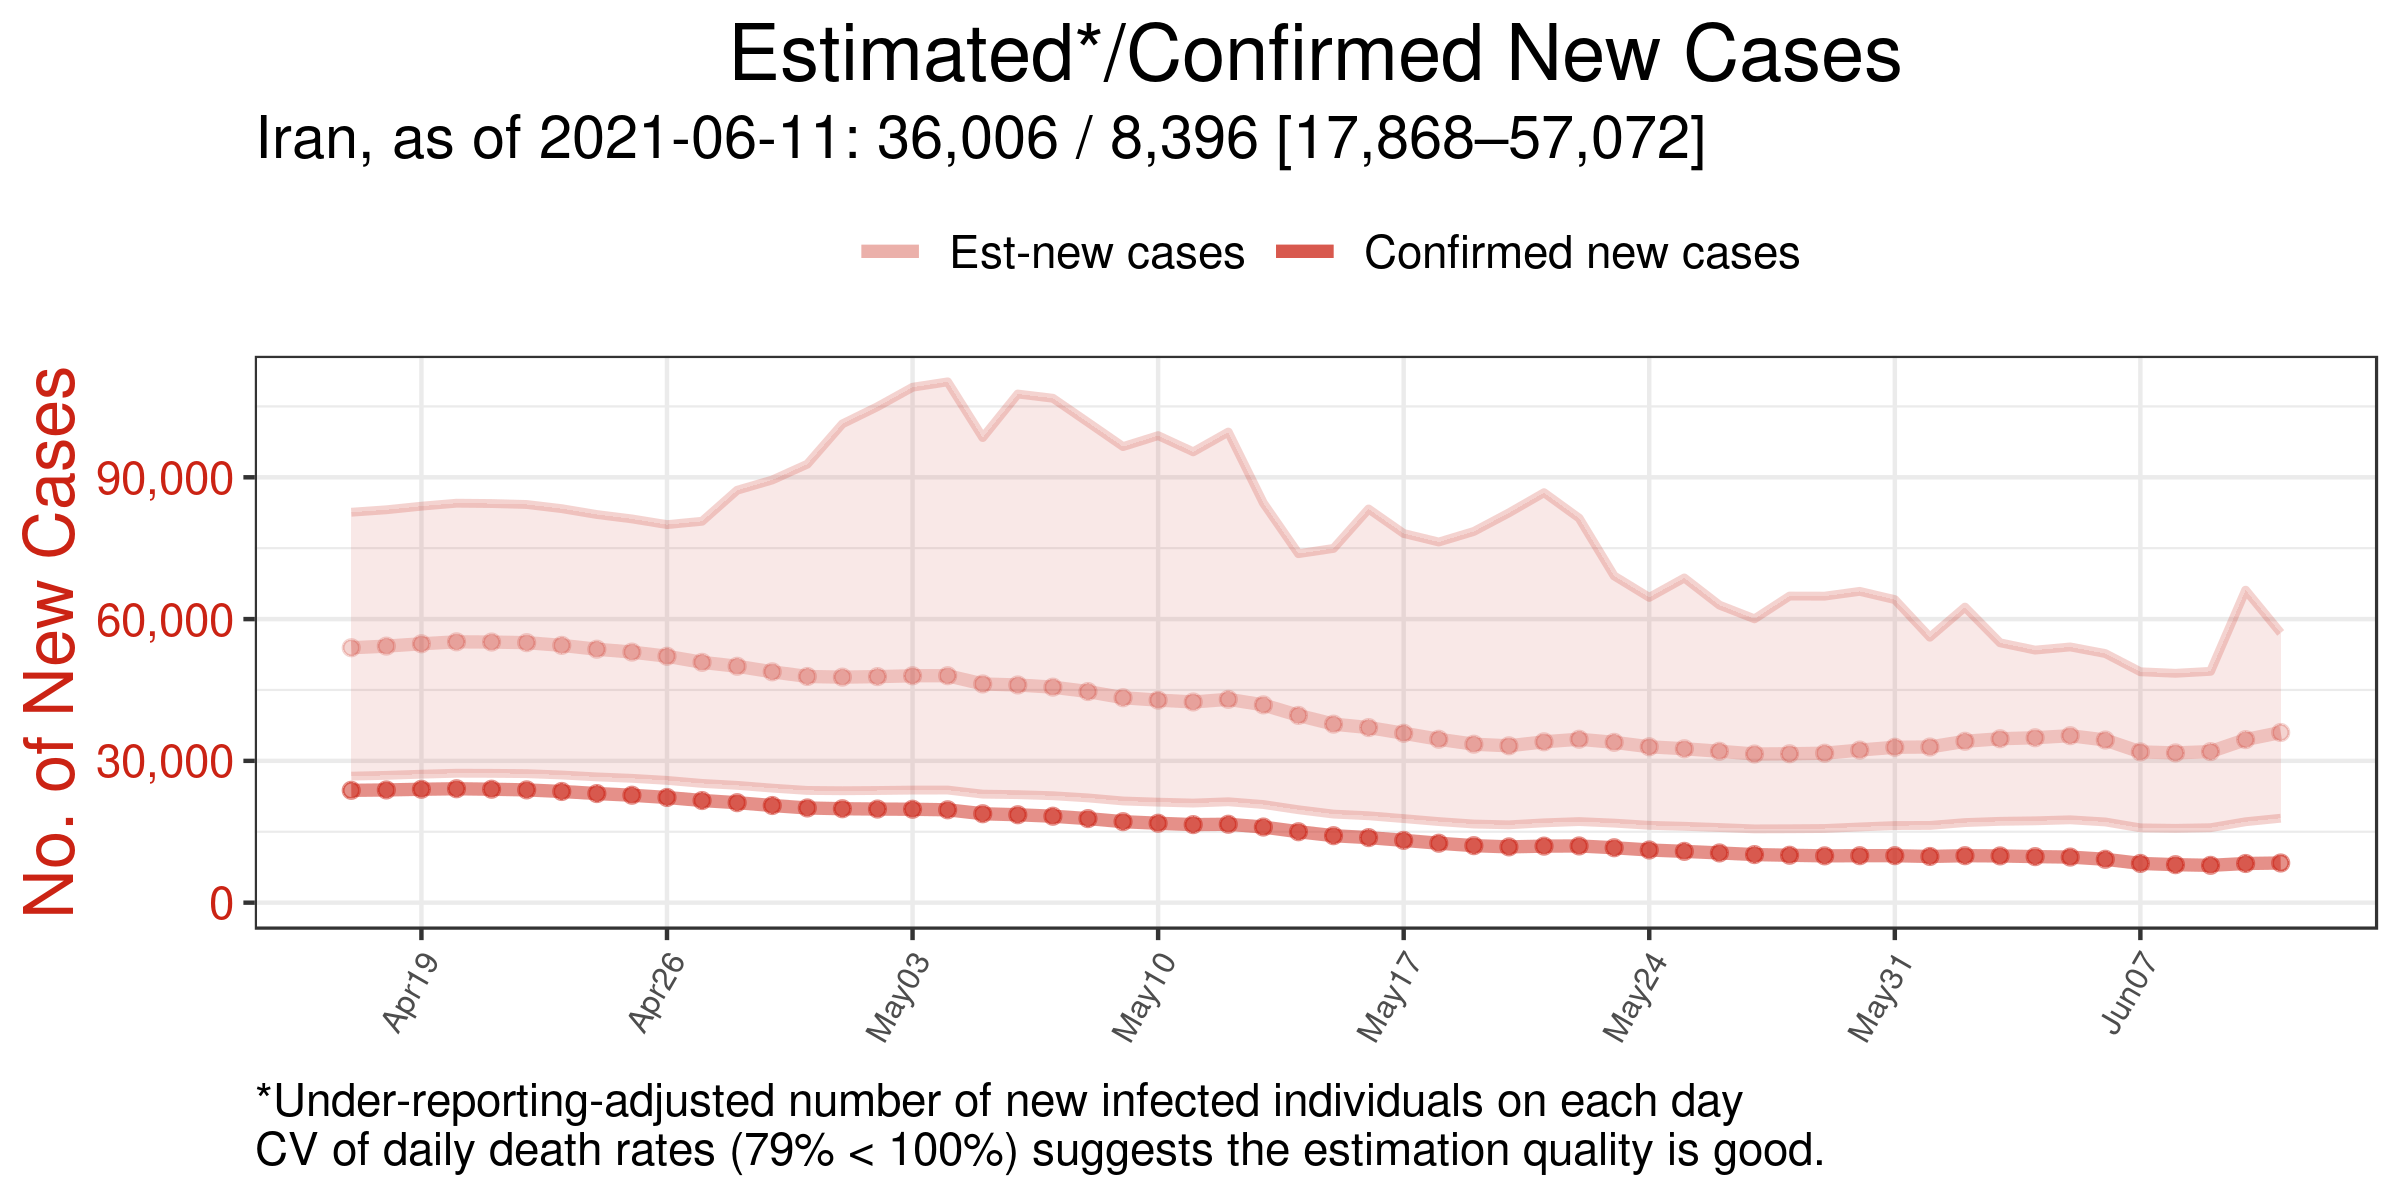 Estimated*/Confirmed New Cases
Iran, as of 2021-06-11: 36,006 / 8,396 [17,868–57,072]
Est-new cases Confirmed new cases
No. of New Cases
90,000
60,000
30,000
0
Apr19 Apr26 May03 May10 May17 May24 May31 Jun07
*Under-reporting-adjusted number of new infected individuals on each day
CV of daily death rates (79% < 100%) suggests the estimation quality is good.